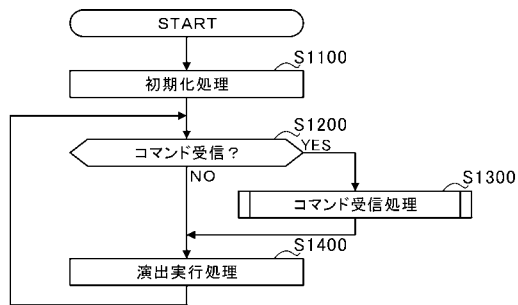 START
S1100
初期化処理
S1200
コマンド受信？
YES
NO
S1300
コマンド受信処理
S1400
演出実行処理